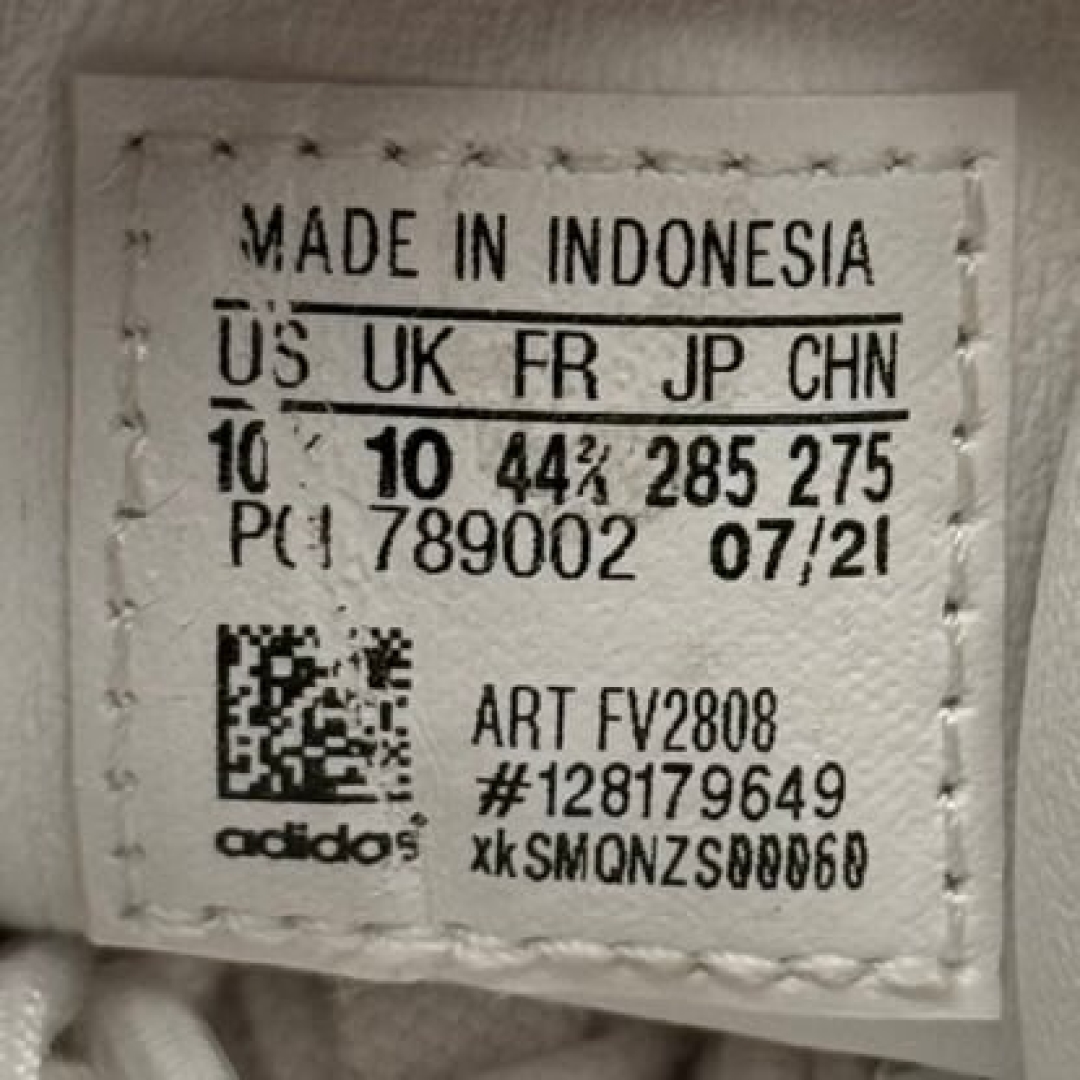 MADE IN INDONESIA
US UK FR JP CHN
10 10 44⅔ 285 275
789002 07/21
ART FV2808
#128179649
xkSMQNZS00060
adidas